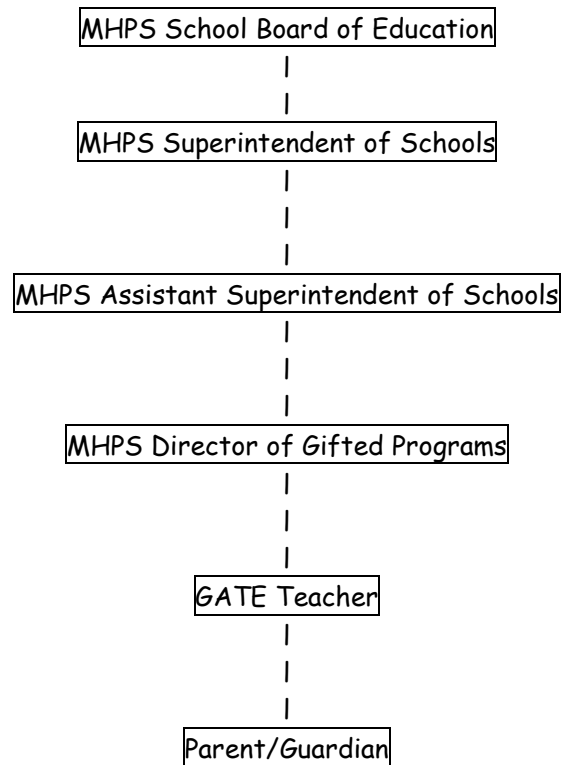 MHPS School Board of Education
MHPS Superintendent of Schools
MHPS Assistant Superintendent of Schools
MHPS Director of Gifted Programs
GATE Teacher
Parent/Guardian